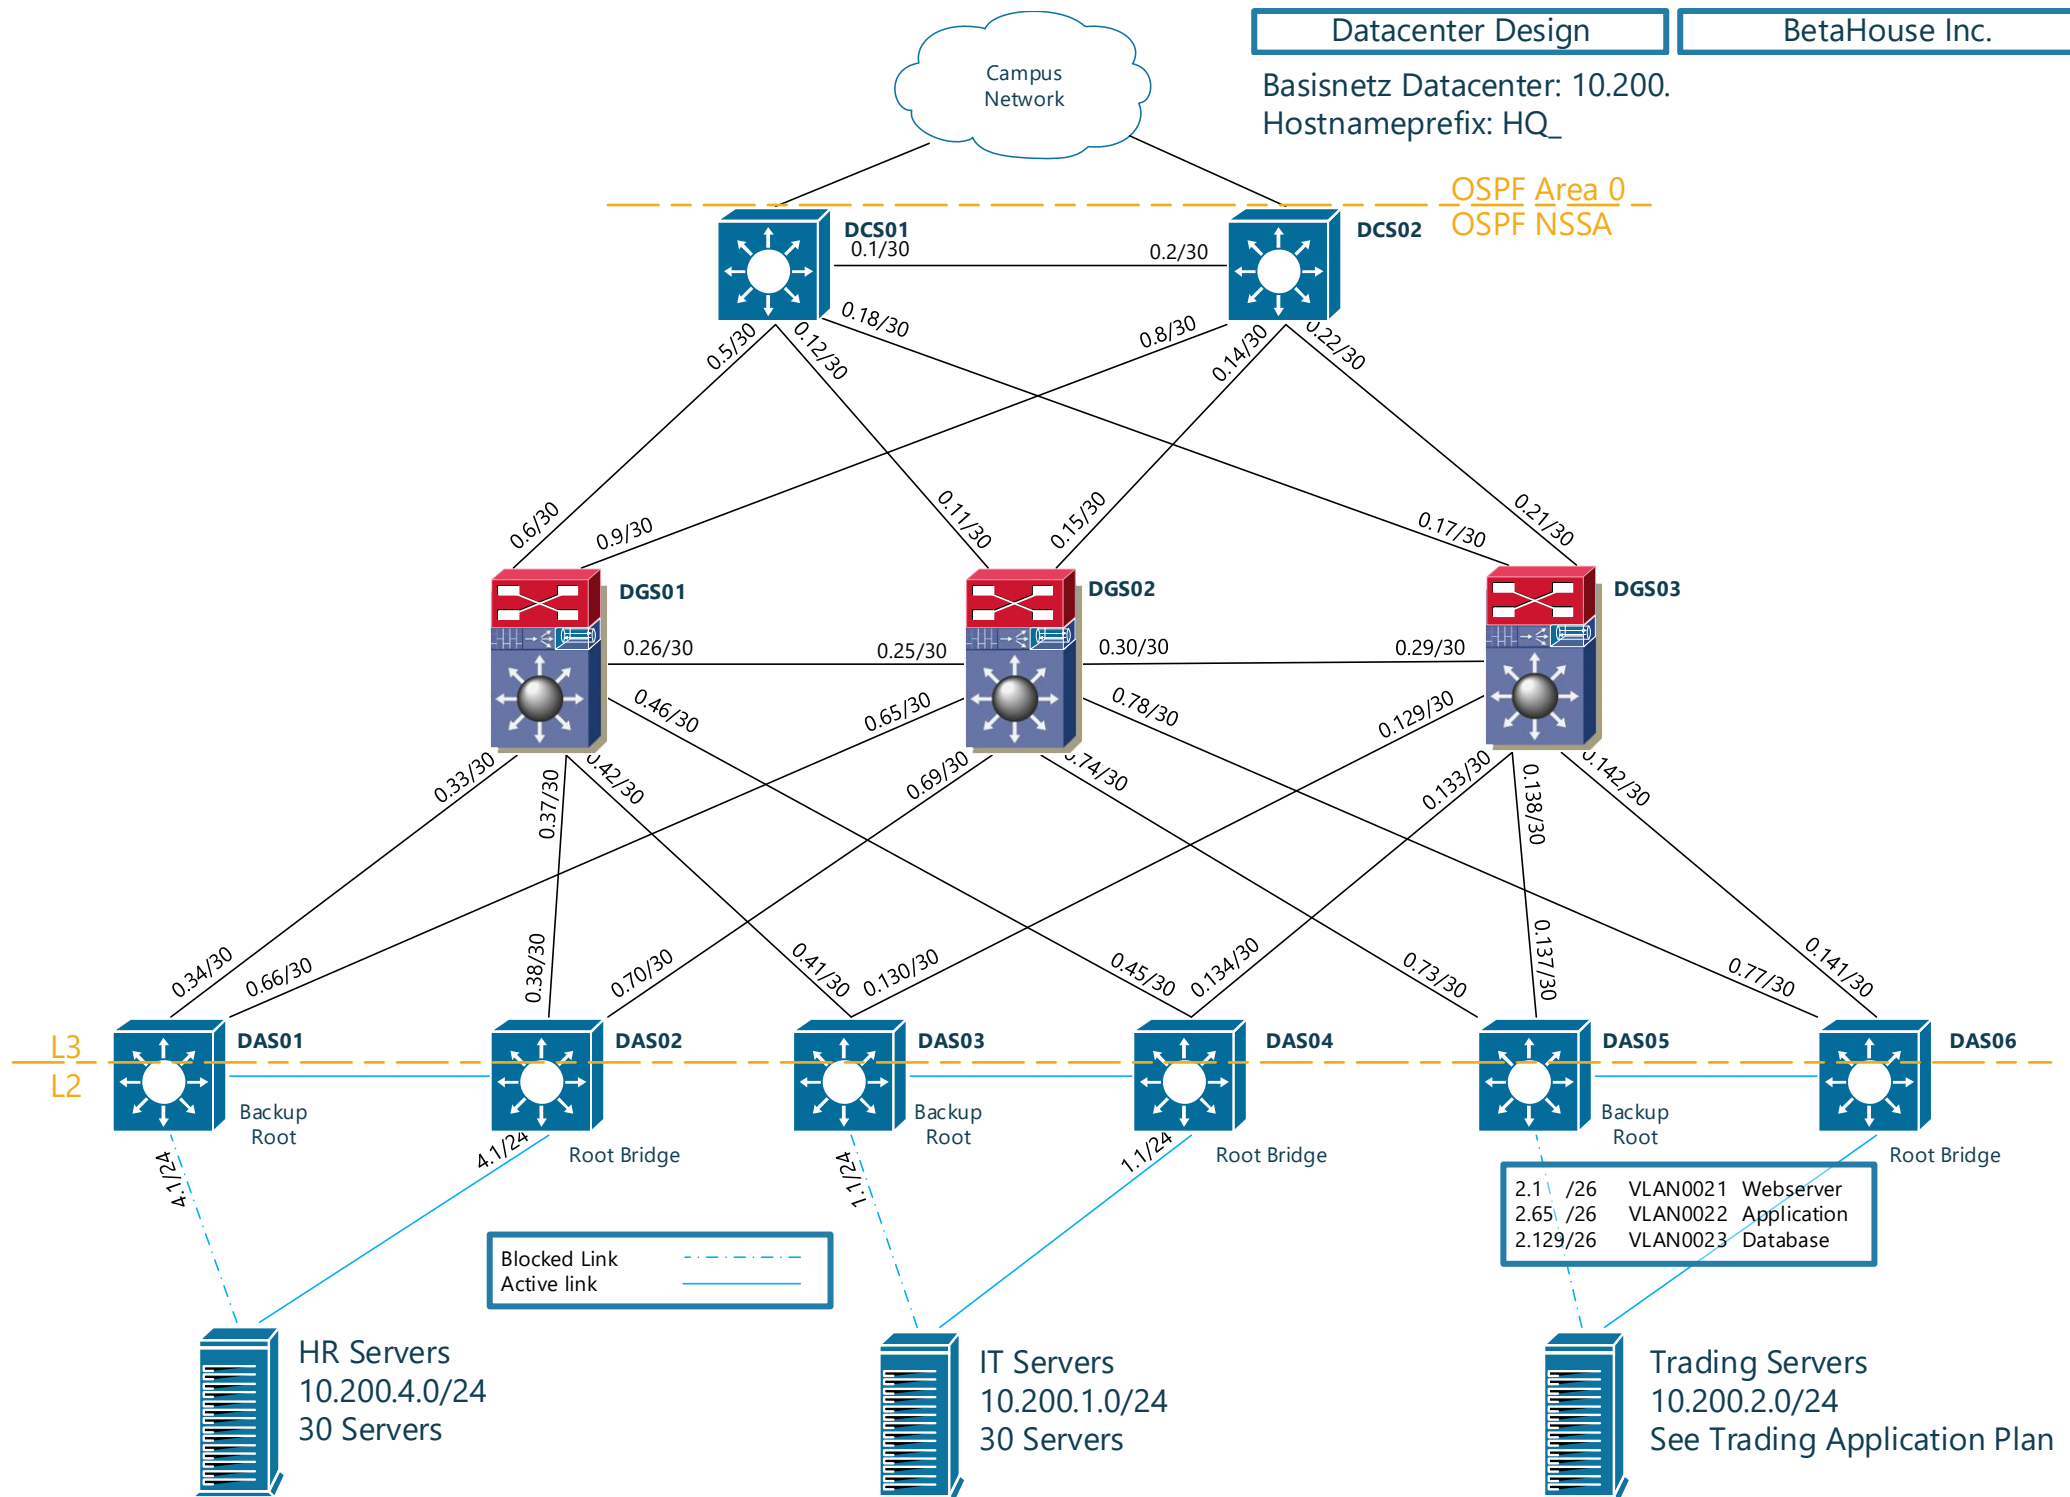 Datacenter Design
BetaHouse Inc.
Campus
Network
Basisnetz Datacenter: 10.200.
Hostnameprefix: HQ_
OSPF Area 0
OSPF NSSA
DCS01
DCS02
0.1/30
0.2/30
0.5/30
0.12/30
0.18/30
0.8/30
0.14/30
0.22/30
0.6/30
0.9/30
0.11/30
0.15/30
0.17/30
0.21/30
DGS01
DGS02
DGS03
0.26/30
0.25/30
0.30/30
0.29/30
0.46/30
0.65/30
0.78/30
0.129/30
0.33/30
0.37/30
0.42/30
0.69/30
0.74/30
0.133/30
0.138/30
0.142/30
0.34/30
0.66/30
0.38/30
0.70/30
0.41/30
0.130/30
0.45/30
0.134/30
0.73/30
0.137/30
0.77/30
0.141/30
L3
L2
DAS01
DAS02
DAS03
DAS04
DAS05
DAS06
Backup
Root
Root Bridge
Backup
Root
Root Bridge
Backup
Root
Root Bridge
4.1/24
4.1/24
1.1/24
1.1/24
2.1 /26 VLAN0021 Webserver
2.65 /26 VLAN0022 Application
2.129/26 VLAN0023 Database
Blocked Link
Active link
HR Servers
10.200.4.0/24
30 Servers
IT Servers
10.200.1.0/24
30 Servers
Trading Servers
10.200.2.0/24
See Trading Application Plan